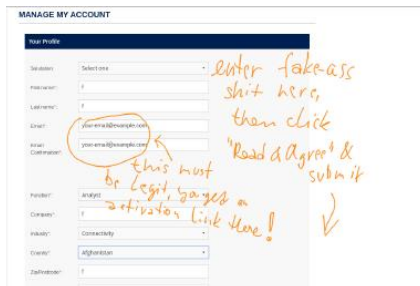 MANAGE MY ACCOUNT
Your Profile
Salutation:
Select one
First name*:
f
Last name*:
f
Email*:
your-email@example.com
Email
Confirmation*:
your-email@example.com
Function*:
Analyst
Company*:
f
Industry*:
Connectivity
Country*:
Afghanistan
Zip/Postcode*:
f
enter fake-ass
shit here,
then click
"Read & Agree" &
submit
this must
be legit, you get an
activation link there!